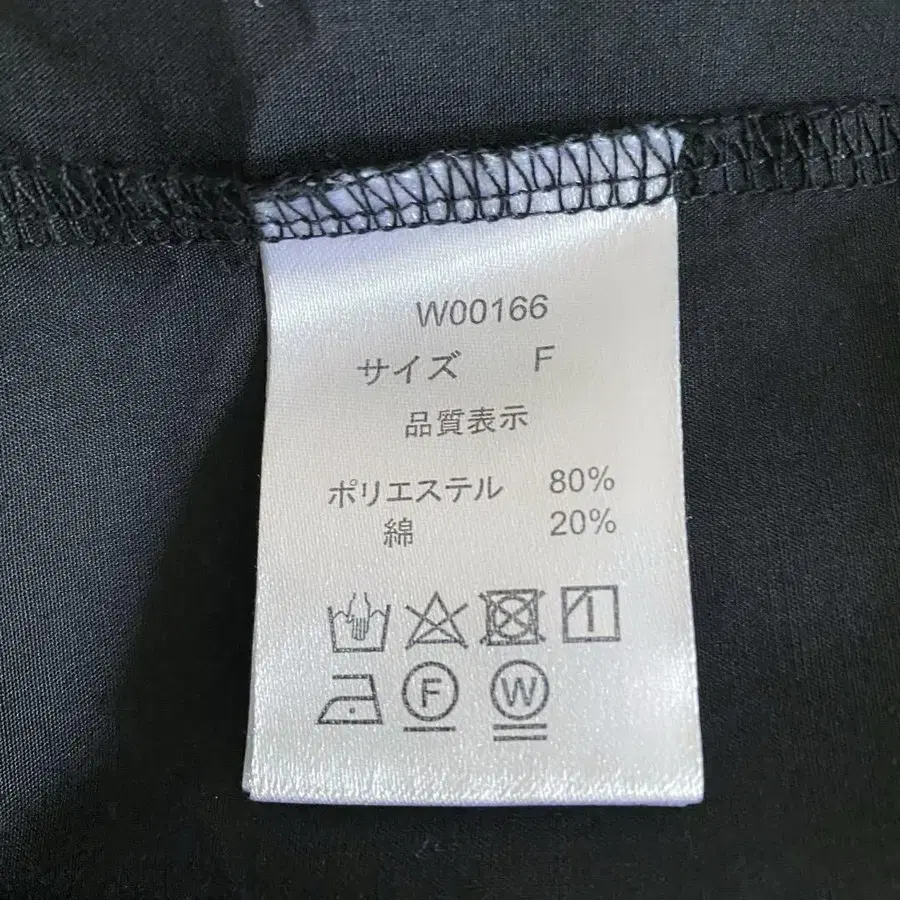 W00166
サイズ F
品質表示
ポリエステル 80%
綿 20%
F W